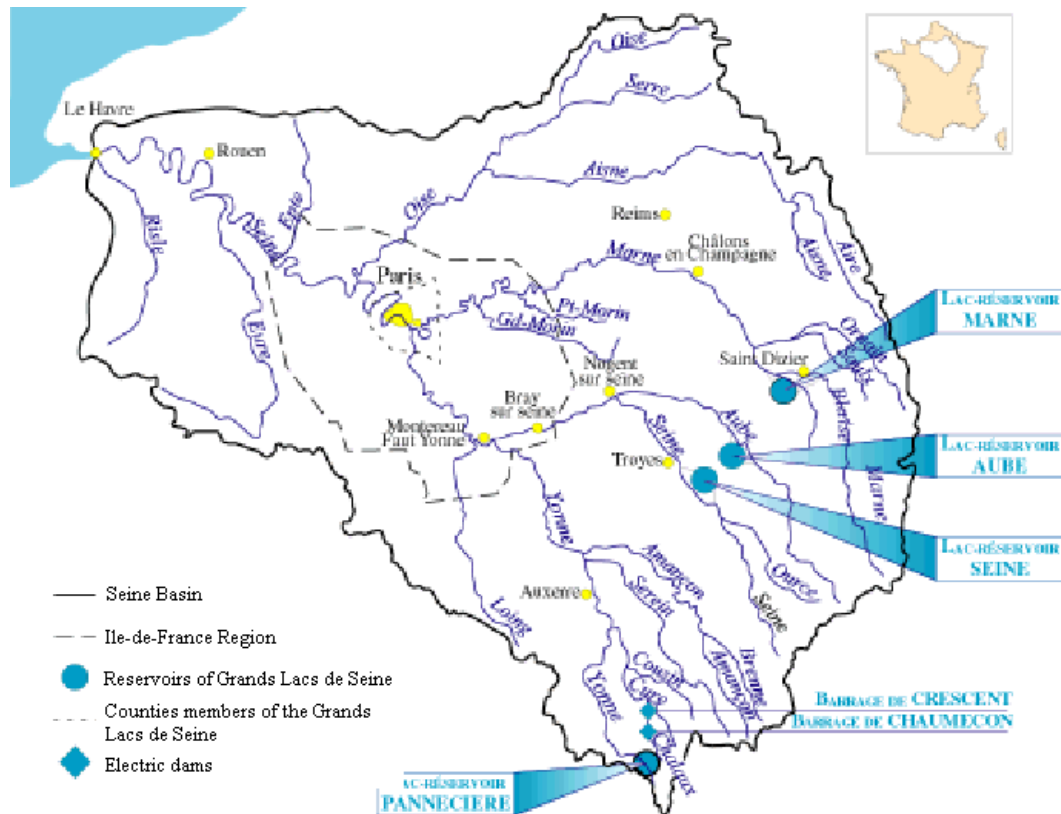 Oise
Serre
Le Havre
Rouen
Aisne
Epte
Oise
Reims
Risle
Seine
Marne
Châlons
en Champagne
Aire
Paris
Pt-Morin
Gd-Morin
LAC-RÉSERVOIR
MARNE
Eure
Saint Dizier
Nogent
sur seine
Bray
sur seine
Blaise
Montereau
Faut Yonne
Seine
Aube
Troyes
LAC-RÉSERVOIR
AUBE
Marne
Yonne
LAC-RÉSERVOIR
SEINE
Armançon
Ource
Serein
Auxerre
Seine
Loing
Seine Basin
Ile-de-France Region
Reservoirs of Grands Lacs de Seine
Counties members of the Grands
Lacs de Seine
Electric dams
Cousin
Brenne
Armançon
Yonne
Cure
BARRAGE DE CRESCENT
BARRAGE DE CHAUMECON
Chalaux
AC-RÉSERVOIR
PANNECIERE